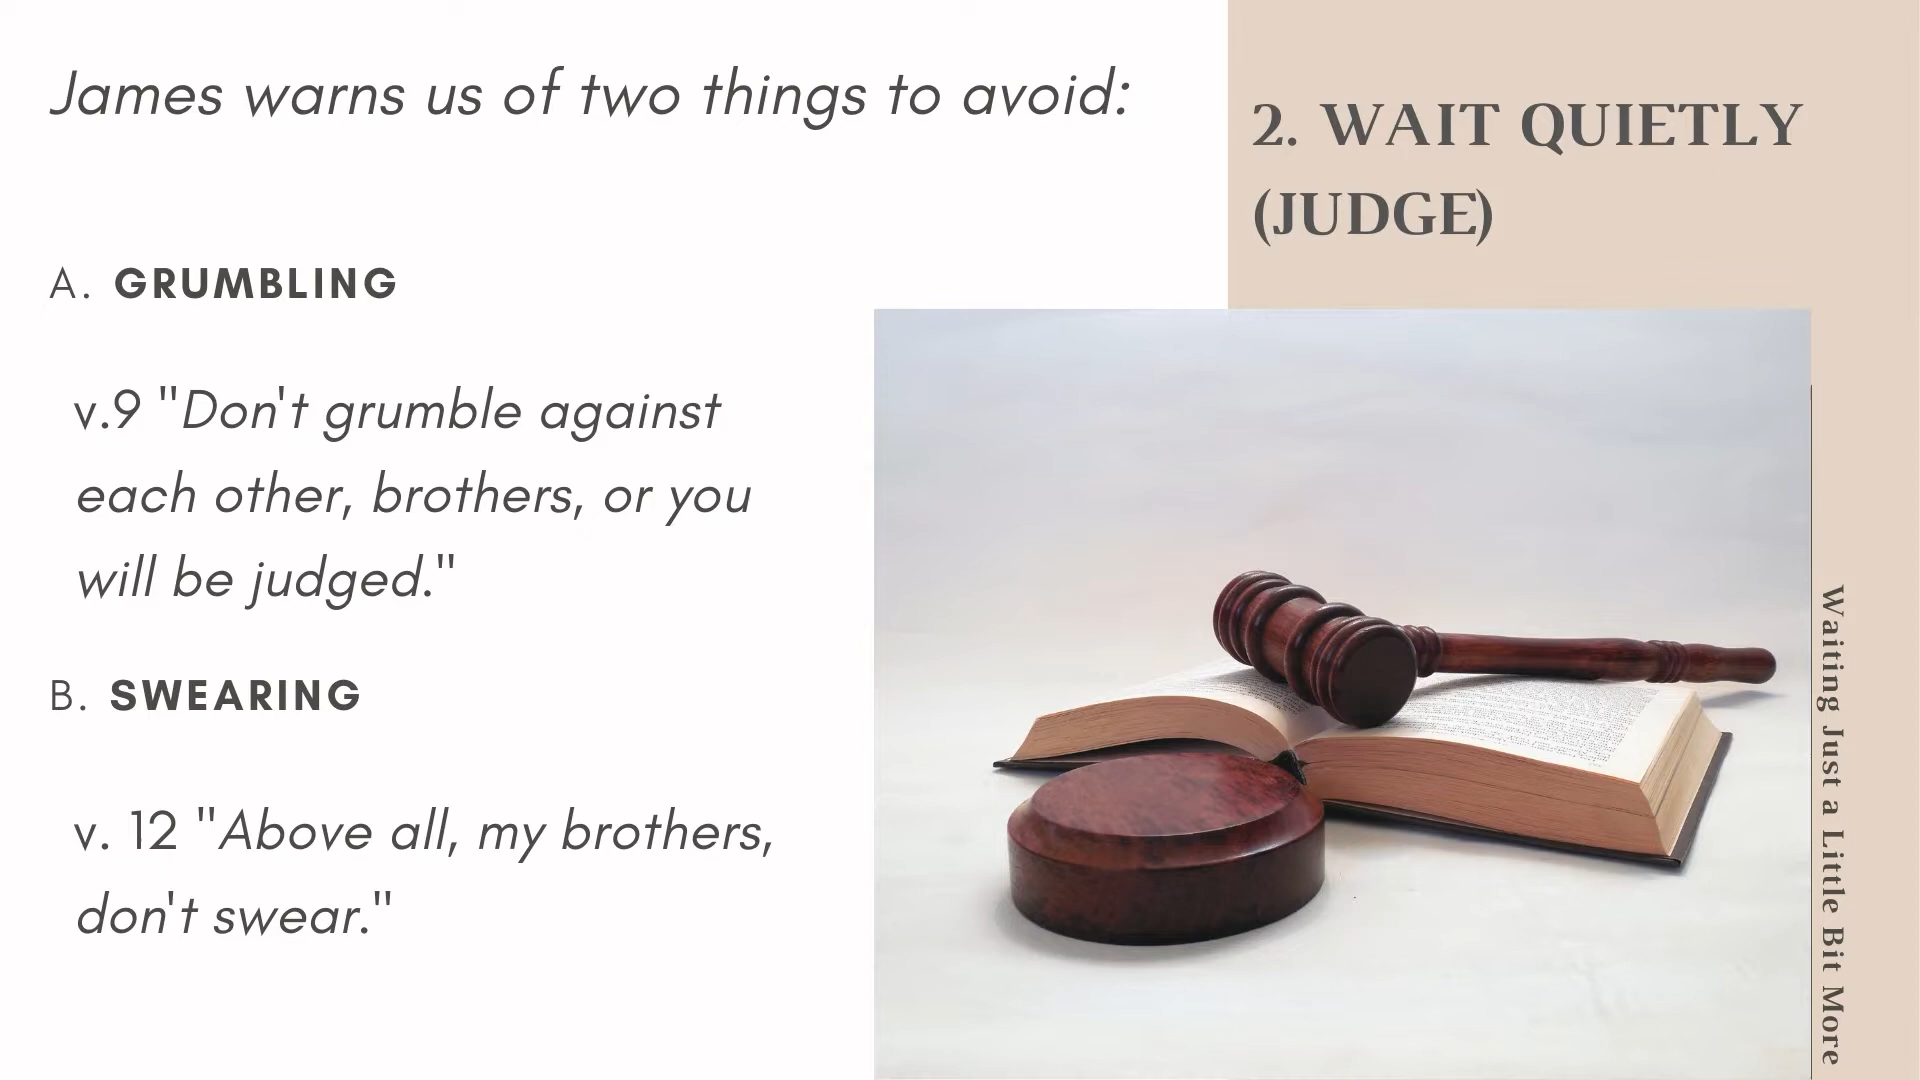 James warns us of two things to avoid:
2. WAIT QUIETLY
(JUDGE)
A. GRUMBLING
v.9 "Don't grumble against
each other, brothers, or you
will be judged."
B. SWEARING
v. 12 "Above all, my brothers,
don't swear."
Waiting Just a Little Bit More